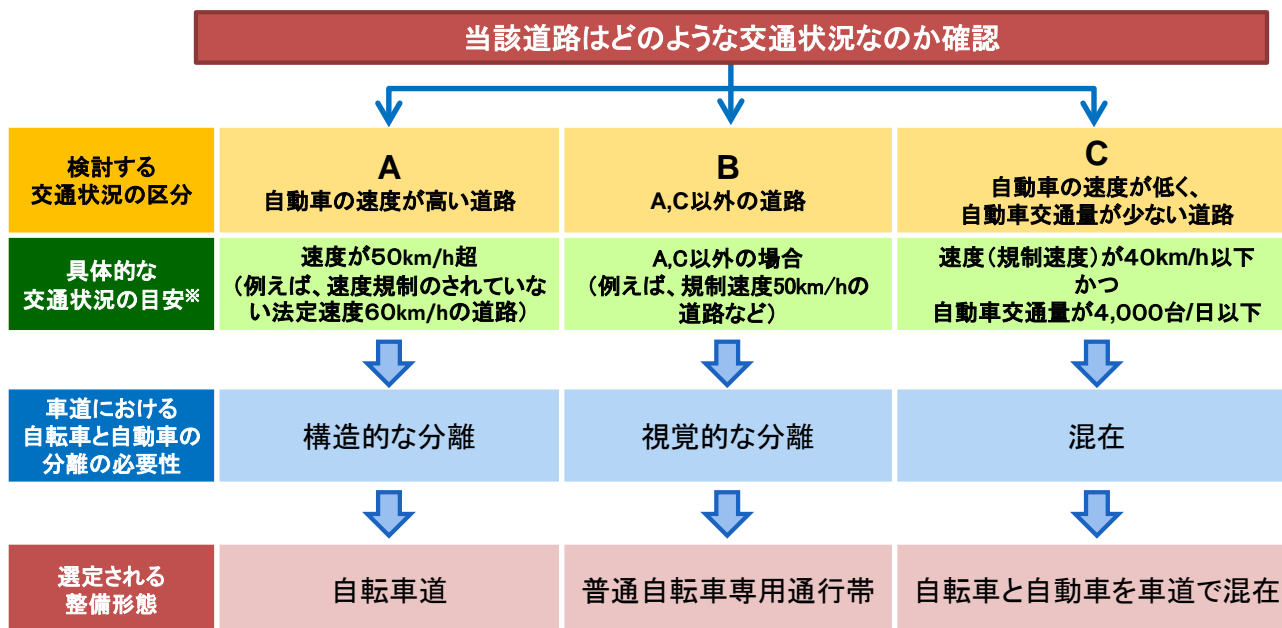 当該道路はどのような交通状況なのか確認
検討する
交通状況の区分
A
自動車の速度が高い道路
B
A,C以外の道路
C
自動車の速度が低く、
自動車交通量が少ない道路
具体的な
交通状況の目安※
速度が50km/h超
(例えば、速度規制のされていな
い法定速度60km/hの道路)
A,C以外の場合
(例えば、規制速度50km/hの
道路など)
速度(規制速度)が40km/h以下
かつ
自動車交通量が4,000台/日以下
車道における
自転車と自動車の
分離の必要性
構造的な分離
視覚的な分離
混在
選定される
整備形態
自転車道
普通自転車専用通行帯
自転車と自動車を車道で混在